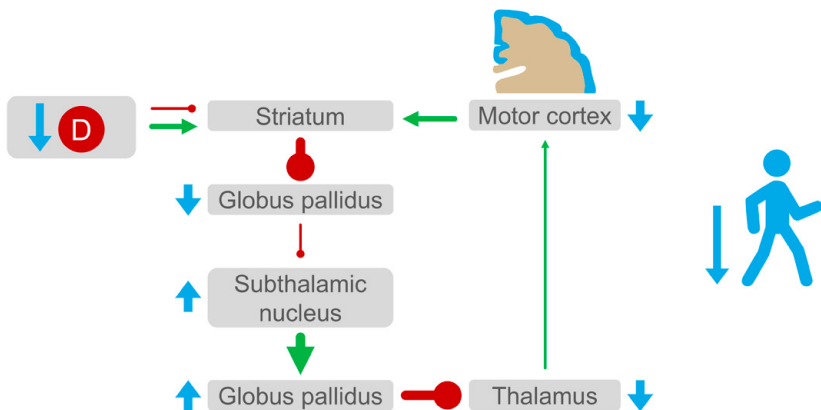 D
Striatum
Motor cortex
Globus pallidus
Subthalamic
nucleus
Globus pallidus
Thalamus